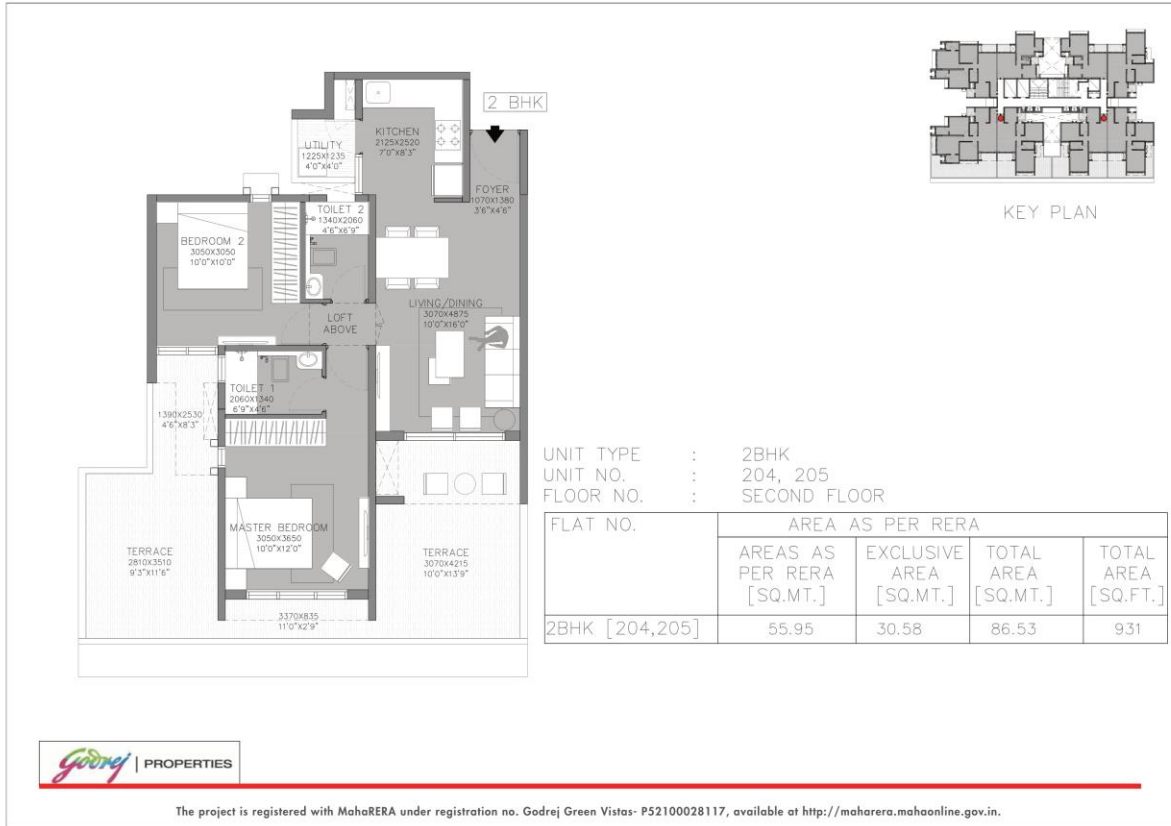 2 BHK
KITCHEN
2125X2520
7'0"X8'3"
UTILITY
1225X1235
4'0"X4'0"
FOYER
1070X1380
3'6"X4'6"
TOILET 2
1340X2060
4'6"X6'9"
BEDROOM 2
3050X3050
10'0"X10'0"
LIVING/DINING
3070X4875
10'0"X16'0"
LOFT
ABOVE
TOILET 1
2060X1340
6'9"X4'6"
1390X2530
4'6"X8'3"
MASTER BEDROOM
3050X3650
10'0"X12'0"
TERRACE
2810X3510
9'3"X11'6"
TERRACE
3070X4215
10'0"X13'9"
3370X835
11'0"X2'9"
KEY PLAN
UNIT TYPE : 2BHK
UNIT NO. : 204, 205
FLOOR NO. : SECOND FLOOR
FLAT NO.
AREA AS PER RERA
AREAS AS PER RERA [SQ.MT.]
EXCLUSIVE AREA [SQ.MT.]
TOTAL AREA [SQ.MT.]
TOTAL AREA [SQ.FT.]
2BHK [204,205] 55.95 30.58 86.53 931
Godrej | PROPERTIES
The project is registered with MahaRERA under registration no. Godrej Green Vistas- P52100028117, available at http://maharera.mahaonline.gov.in.